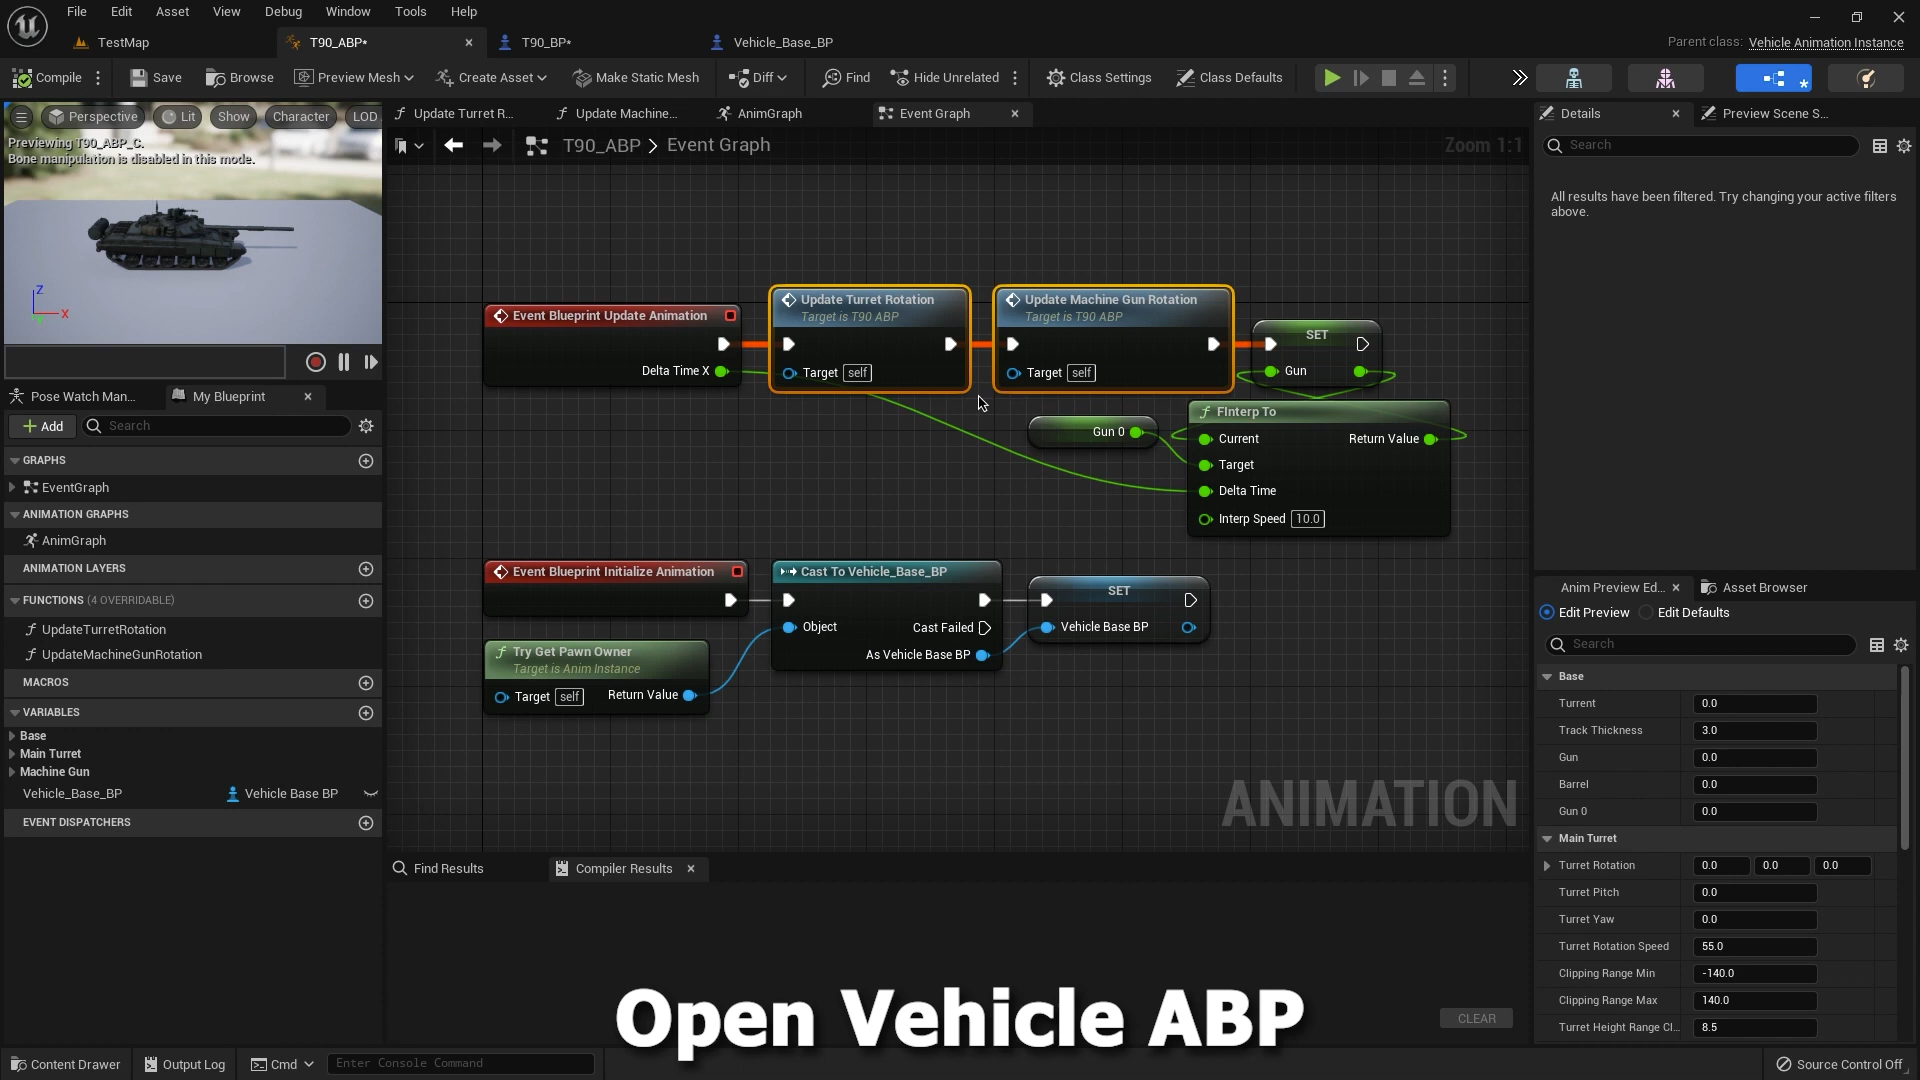 File Edit Asset View Debug Window Tools Help
TestMap T90_ABP* T90_BP* Vehicle_Base_BP Parent class: Vehicle Animation Instance
Compile Save Browse Preview Mesh Create Asset Make Static Mesh Diff Find Hide Unrelated Class Settings Class Defaults
Perspective Lit Show Character LOD
Previewing T90_ABP_C.
Bone manipulation is disabled in this mode.
Z
X
Update Turret R... Update Machine... AnimGraph Event Graph
T90_ABP > Event Graph Zoom 1:1
Event Blueprint Update Animation
Delta Time X
Update Turret Rotation
Target is T90 ABP
Target self
Update Machine Gun Rotation
Target is T90 ABP
Target self
SET
Gun
Gun 0
FInterp To
Current Return Value
Target
Delta Time
Interp Speed 10.0
Event Blueprint Initialize Animation
Try Get Pawn Owner
Target is Anim Instance
Target self Return Value
Cast To Vehicle_Base_BP
Object Cast Failed
As Vehicle Base BP
SET
Vehicle Base BP
ANIMATION
Pose Watch Man... My Blueprint
Add Search
GRAPHS
EventGraph
ANIMATION GRAPHS
AnimGraph
ANIMATION LAYERS
FUNCTIONS (4 OVERRIDABLE)
UpdateTurretRotation
UpdateMachineGunRotation
MACROS
VARIABLES
Base
Main Turret
Machine Gun
Vehicle_Base_BP Vehicle Base BP
EVENT DISPATCHERS
Find Results Compiler Results
CLEAR
Details Preview Scene S...
Search
All results have been filtered. Try changing your active filters
above.
Anim Preview Ed... Asset Browser
Edit Preview Edit Defaults
Search
Base
Turrent 0.0
Track Thickness 3.0
Gun 0.0
Barrel 0.0
Gun 0 0.0
Main Turret
Turret Rotation 0.0 0.0 0.0
Turret Pitch 0.0
Turret Yaw 0.0
Turret Rotation Speed 55.0
Clipping Range Min -140.0
Clipping Range Max 140.0
Turret Height Range Cl... 8.5
Open Vehicle ABP
Content Drawer Output Log Cmd Enter Console Command Source Control Off